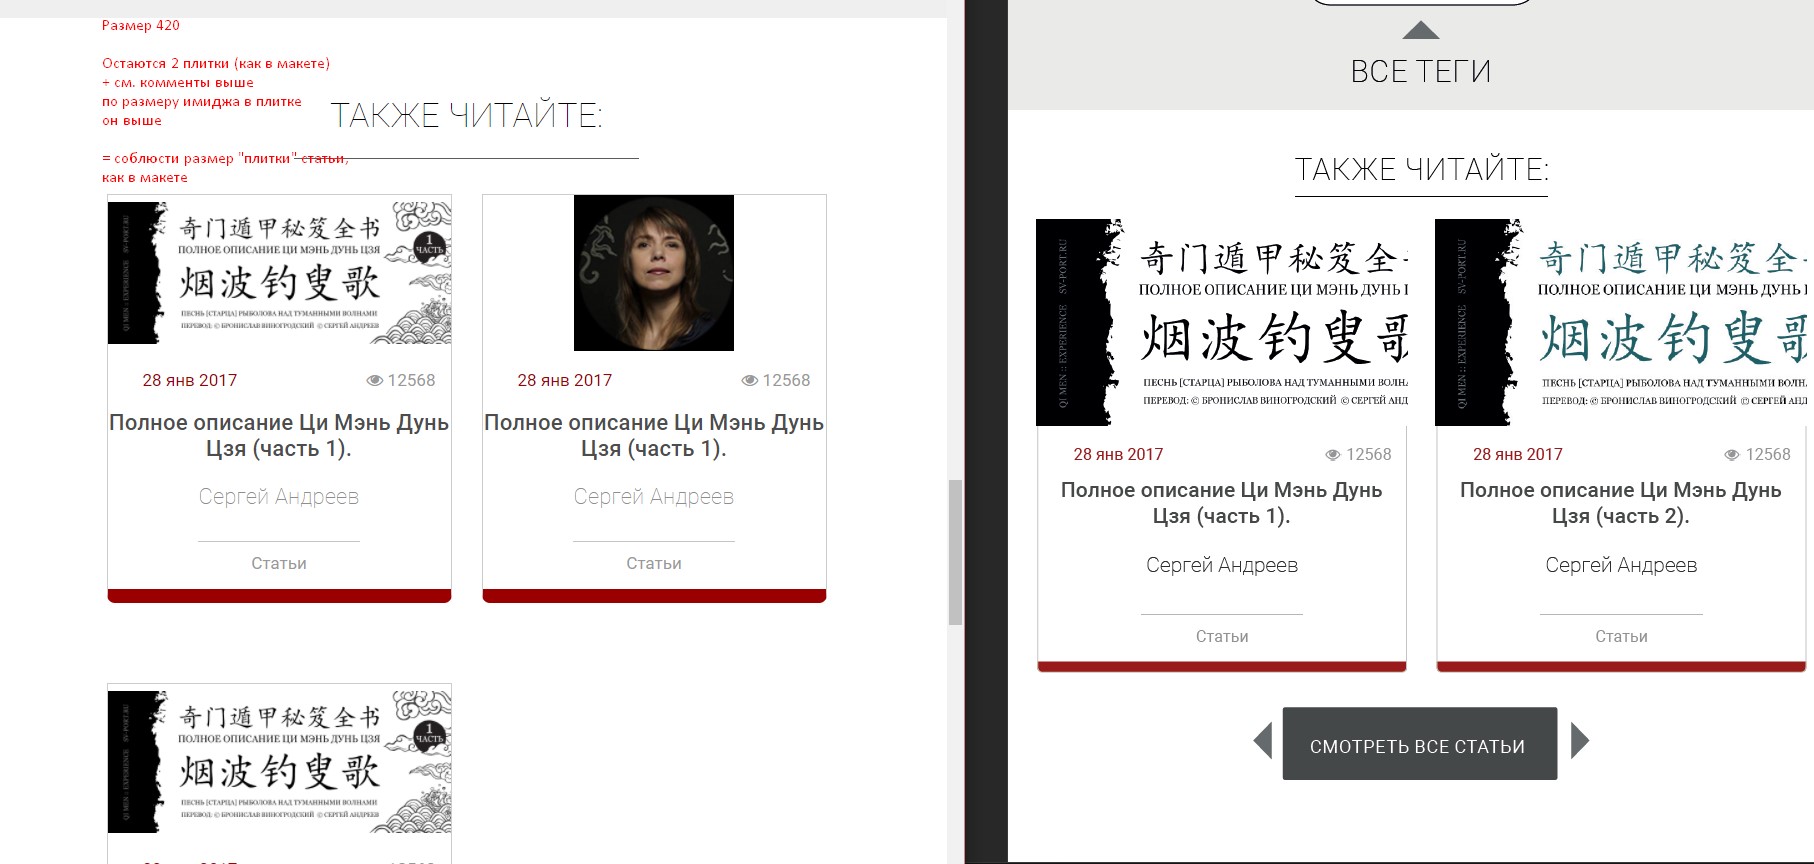 Размер 420
Остаются 2 плитки (как в макете)
+ см. комменты выше
по размеру имиджа в плитке
он выше
= соблюсти размер "плитки" статьи,
как в макете
ТАКЖЕ ЧИТАЙТЕ:
QI MEN :: EXPERIENCE SV-PORT.RU
奇门遁甲秘笈全书
ПОЛНОЕ ОПИСАНИЕ ЦИ МЭНЬ ДУНЬ ЦЗЯ
1
ЧАСТЬ
烟波钓叟歌
ПЕСНЬ [СТАРЦА] РЫБОЛОВА НАД ТУМАННЫМИ ВОЛНАМИ
ПЕРЕВОД: © БРОНИСЛАВ ВИНОГРОДСКИЙ © СЕРГЕЙ АНДРЕЕВ
28 янв 2017
12568
Полное описание Ци Мэнь Дунь
Цзя (часть 1).
Сергей Андреев
Статьи
28 янв 2017
12568
Полное описание Ци Мэнь Дунь
Цзя (часть 1).
Сергей Андреев
Статьи
QI MEN :: EXPERIENCE SV-PORT.RU
奇门遁甲秘笈全书
ПОЛНОЕ ОПИСАНИЕ ЦИ МЭНЬ ДУНЬ ЦЗЯ
1
ЧАСТЬ
烟波钓叟歌
ПЕСНЬ [СТАРЦА] РЫБОЛОВА НАД ТУМАННЫМИ ВОЛНАМИ
ПЕРЕВОД: © БРОНИСЛАВ ВИНОГРОДСКИЙ © СЕРГЕЙ АНДРЕЕВ
ВСЕ ТЕГИ
ТАКЖЕ ЧИТАЙТЕ:
QI MEN :: EXPERIENCE SV-PORT.RU
奇门遁甲秘笈全
ПОЛНОЕ ОПИСАНИЕ ЦИ МЭНЬ ДУНЬ
烟波钓叟歌
ПЕСНЬ [СТАРЦА] РЫБОЛОВА НАД ТУМАННЫМИ ВОЛНА
ПЕРЕВОД: © БРОНИСЛАВ ВИНОГРОДСКИЙ © СЕРГЕЙ АНД
28 янв 2017
12568
Полное описание Ци Мэнь Дунь
Цзя (часть 1).
Сергей Андреев
Статьи
QI MEN :: EXPERIENCE SV-PORT.RU
奇门遁甲秘笈全
ПОЛНОЕ ОПИСАНИЕ ЦИ МЭНЬ ДУНЬ
烟波钓叟歌
ПЕСНЬ [СТАРЦА] РЫБОЛОВА НАД ТУМАННЫМИ ВОЛН
ПЕРЕВОД: © БРОНИСЛАВ ВИНОГРОДСКИЙ © СЕРГЕЙ АН
28 янв 2017
12568
Полное описание Ци Мэнь Дунь
Цзя (часть 2).
Сергей Андреев
Статьи
СМОТРЕТЬ ВСЕ СТАТЬИ